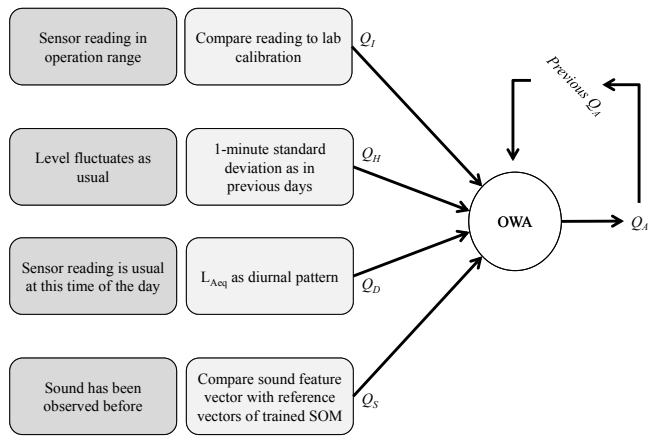 Sensor reading in
operation range
Compare reading to lab
calibration
Q_I
Level fluctuates as
usual
1-minute standard
deviation as in
previous days
Q_H
Sensor reading is usual
at this time of the day
L_Aeq as diurnal pattern
Q_D
Sound has been
observed before
Compare sound feature
vector with reference
vectors of trained SOM
Q_S
OWA
Previous Q_A
Q_A